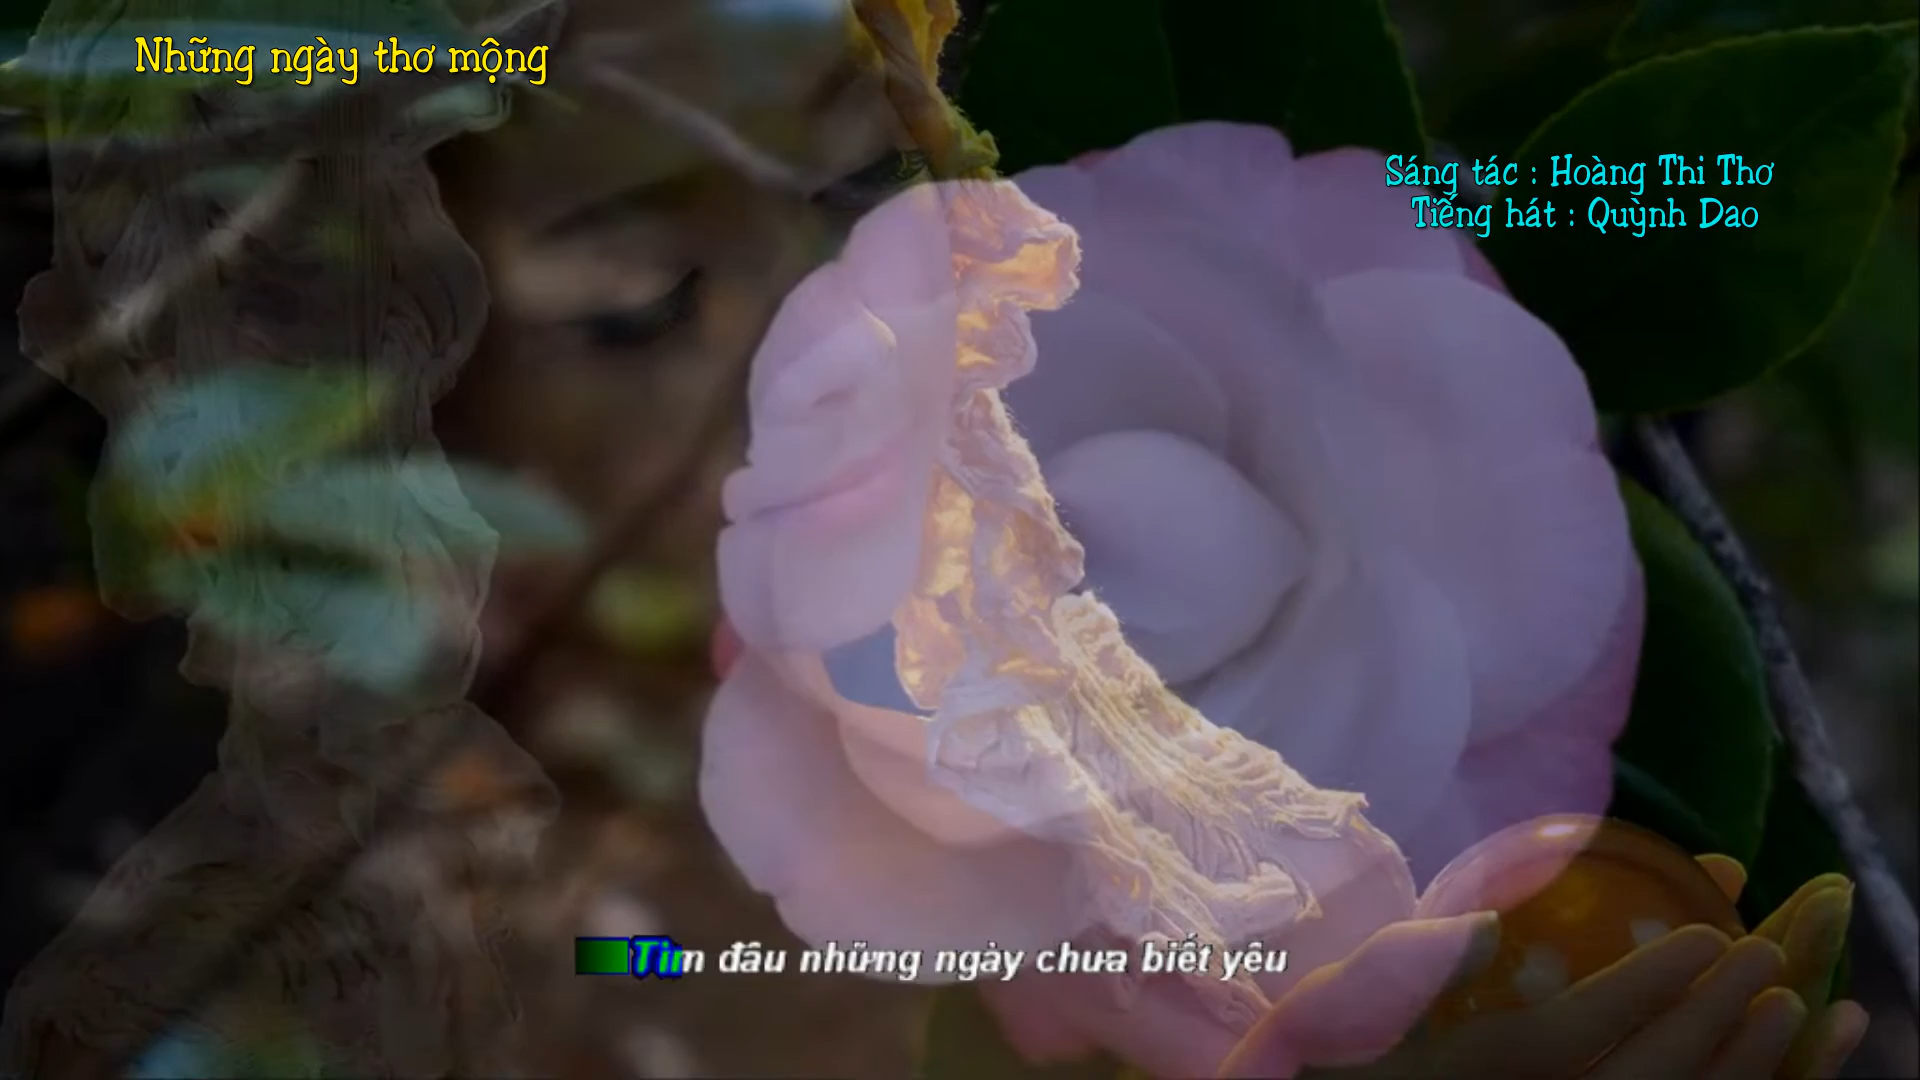 Những ngày thơ mộng
Sáng tác : Hoàng Thi Thơ
Tiếng hát : Quỳnh Dao
Tìm đâu những ngày chưa biết yêu